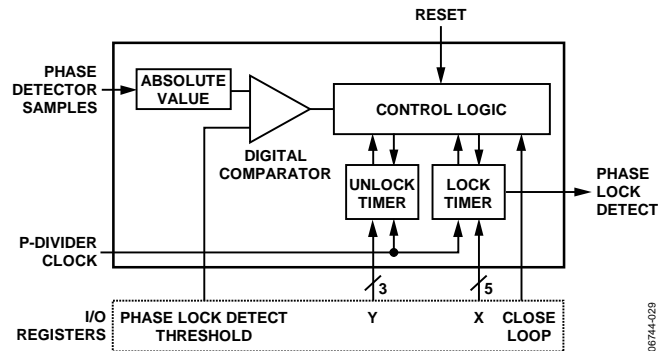 RESET
PHASE
DETECTOR
SAMPLES
ABSOLUTE
VALUE
DIGITAL
COMPARATOR
CONTROL LOGIC
UNLOCK
TIMER
LOCK
TIMER
PHASE
LOCK
DETECT
P-DIVIDER
CLOCK
3
5
I/O
REGISTERS
PHASE LOCK DETECT
THRESHOLD
Y
X
CLOSE
LOOP
06744-029